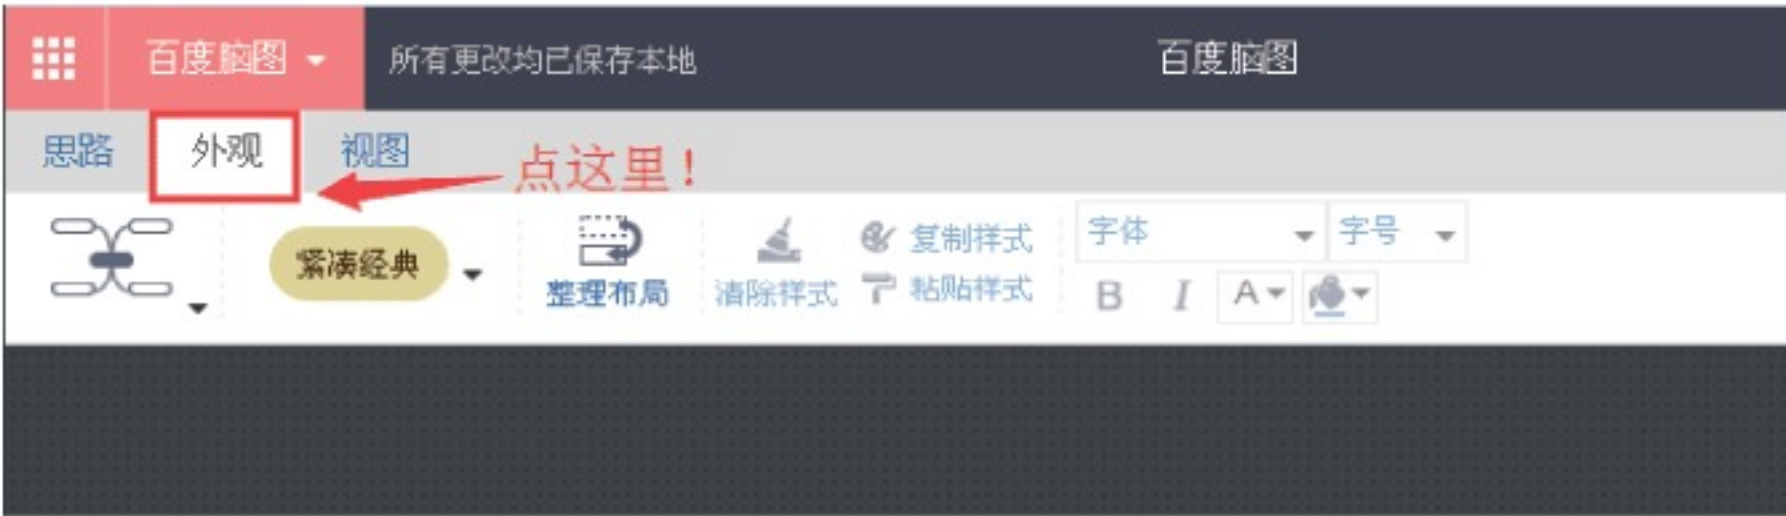 百度脑图 所有更改均已保存本地 百度脑图
思路 外观 视图 点这里!
紧凑经典 整理布局 清除样式 复制样式 粘贴样式 字体 字号
B I A